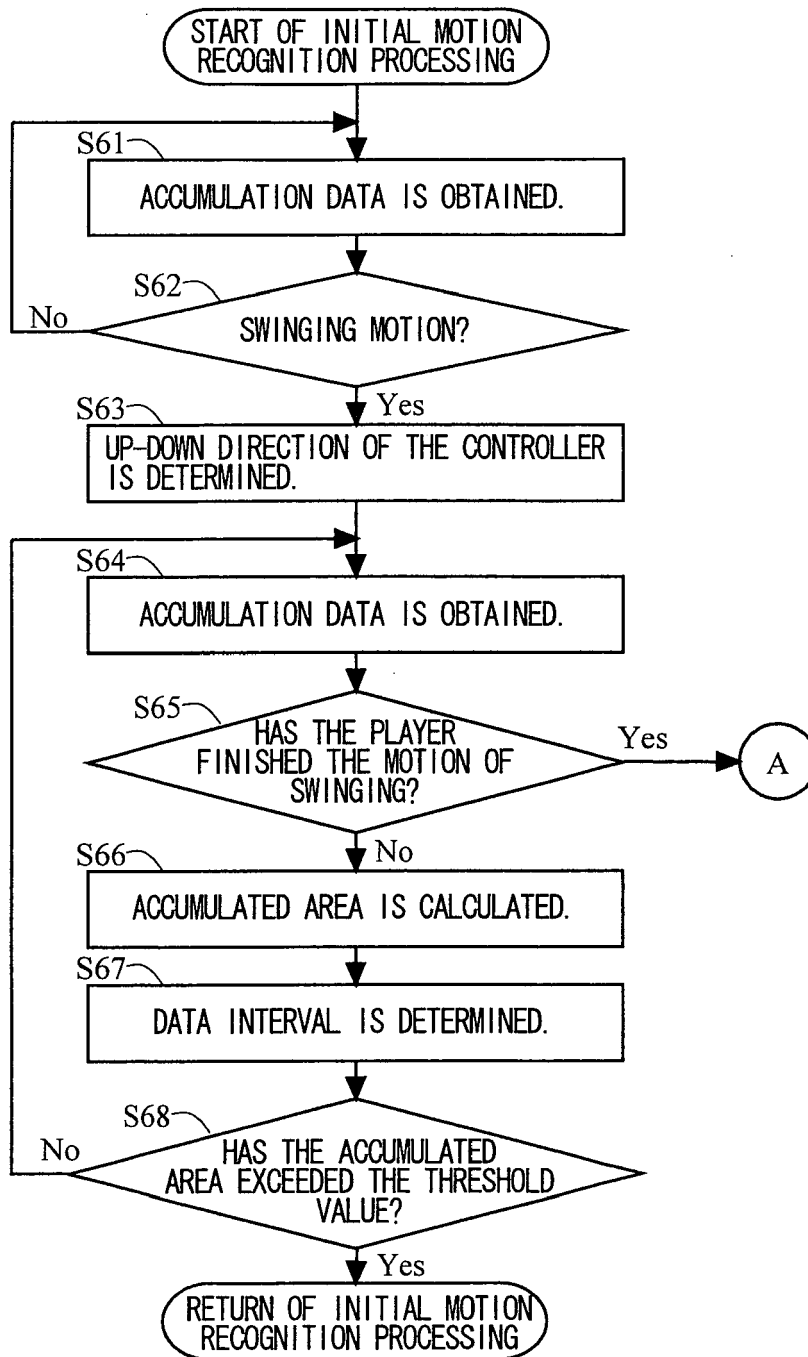 START OF INITIAL MOTION
RECOGNITION PROCESSING
S61
ACCUMULATION DATA IS OBTAINED.
S62
No
SWINGING MOTION?
Yes
S63
UP-DOWN DIRECTION OF THE CONTROLLER
IS DETERMINED.
S64
ACCUMULATION DATA IS OBTAINED.
S65
HAS THE PLAYER
FINISHED THE MOTION OF
SWINGING?
Yes
A
No
S66
ACCUMULATED AREA IS CALCULATED.
S67
DATA INTERVAL IS DETERMINED.
S68
No
HAS THE ACCUMULATED
AREA EXCEEDED THE THRESHOLD
VALUE?
Yes
RETURN OF INITIAL MOTION
RECOGNITION PROCESSING